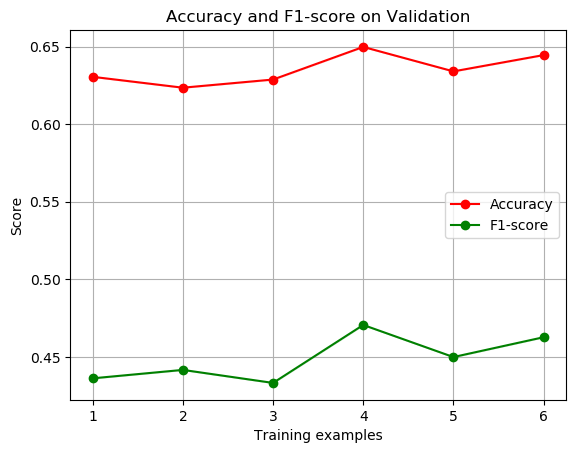 Accuracy and F1-score on Validation
0.65
0.60
0.55
0.50
0.45
Score
Accuracy
F1-score
1 2 3 4 5 6
Training examples